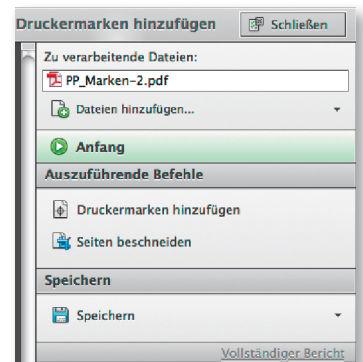 Druckermarken hinzufügen
Schließen
Zu verarbeitende Dateien:
PP_Marken-2.pdf
Dateien hinzufügen...
Anfang
Auszuführende Befehle
Druckermarken hinzufügen
Seiten beschneiden
Speichern
Speichern
Vollständiger Bericht